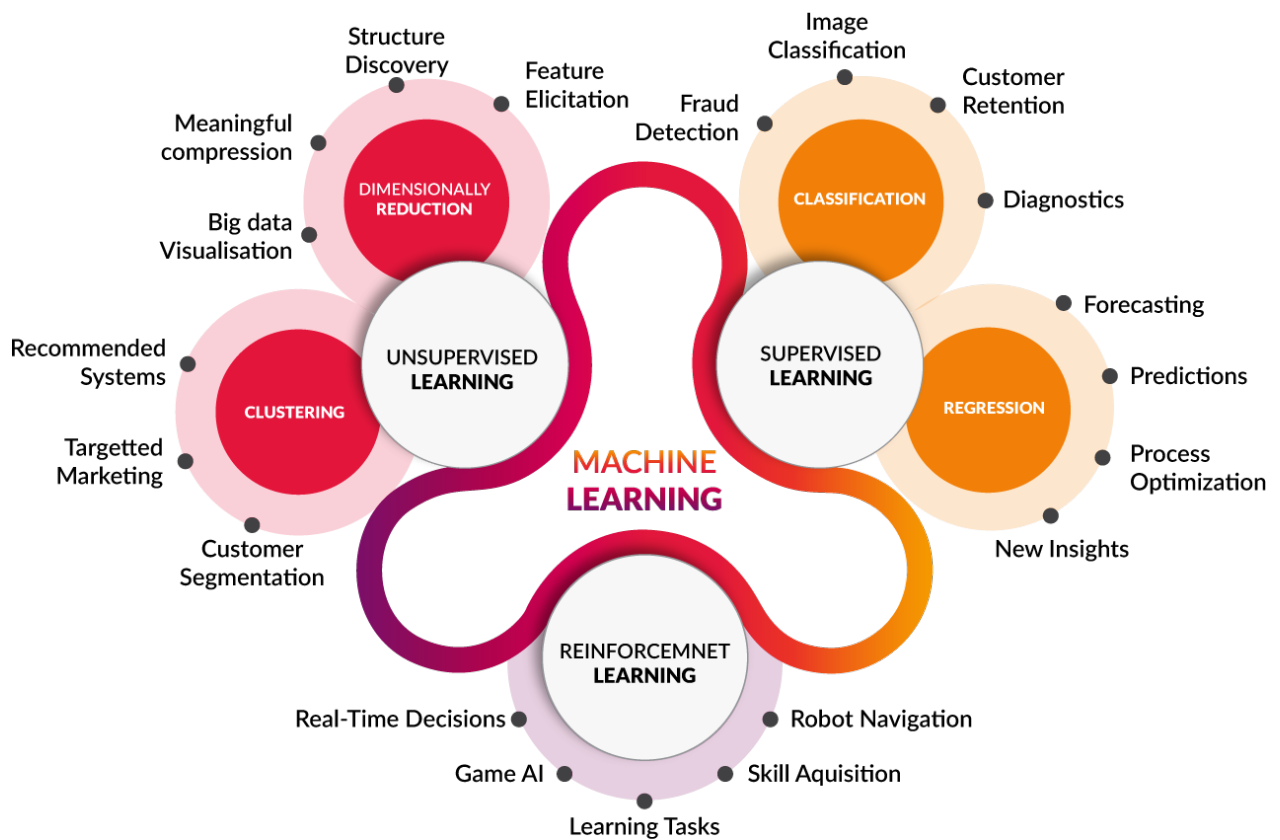 Structure
Discovery
Feature
Elicitation
Meaningful
compression
Big data
Visualisation
DIMENSIONALLY
REDUCTION
Image
Classification
Customer
Retention
Fraud
Detection
CLASSIFICATION
Diagnostics
Recommended
Systems
Targetted
Marketing
Customer
Segmentation
CLUSTERING
UNSUPERVISED
LEARNING
SUPERVISED
LEARNING
Forecasting
Predictions
Process
Optimization
New Insights
REGRESSION
MACHINE
LEARNING
REINFORCEMNET
LEARNING
Real-Time Decisions
Game AI
Learning Tasks
Skill Aquisition
Robot Navigation